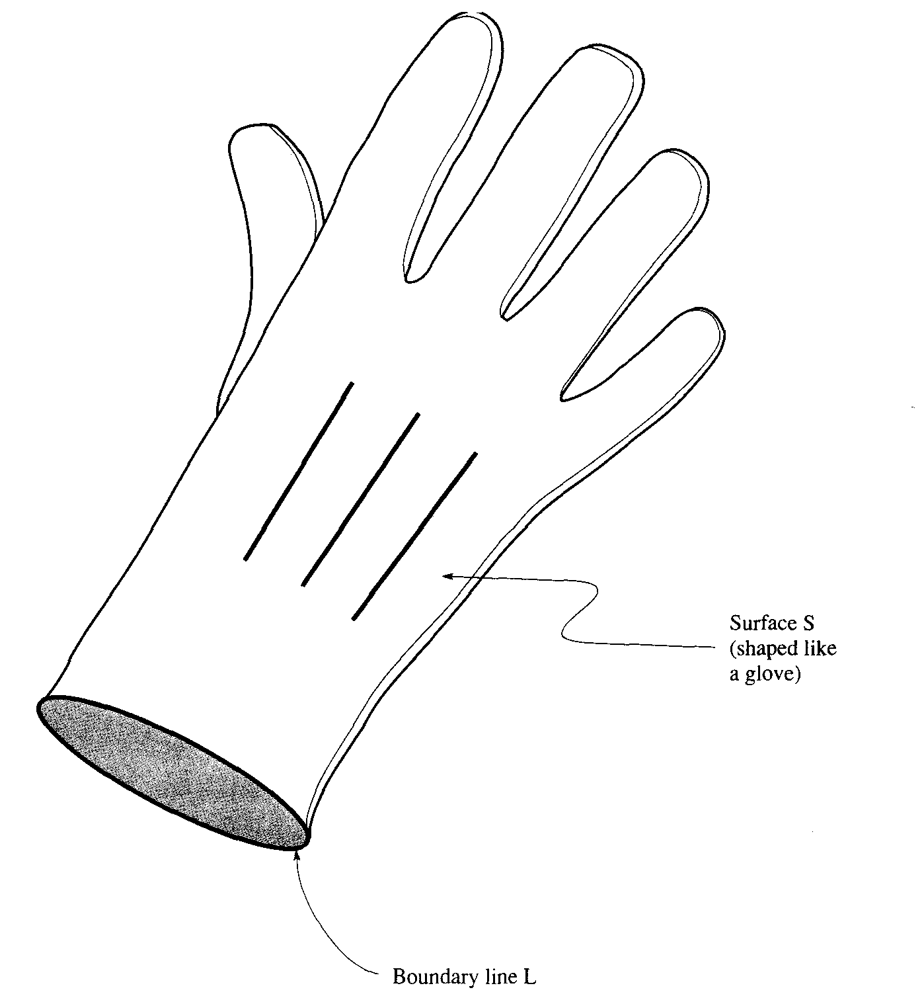 Surface S
(shaped like
a glove)
Boundary line L